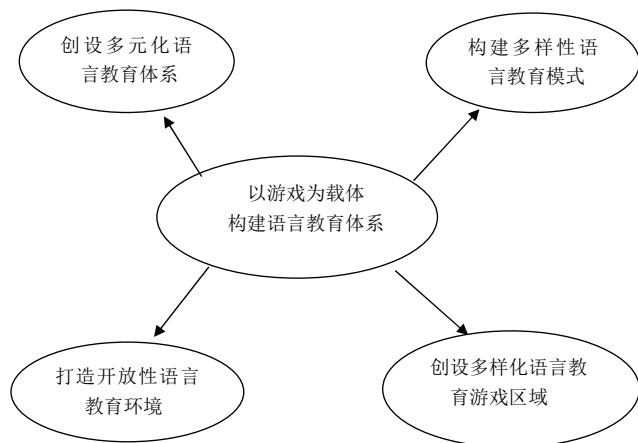 创设多元化语
言教育体系
构建多样性语
言教育模式
以游戏为载体
构建语言教育体系
打造开放性语言
教育环境
创设多样化语言教
育游戏区域